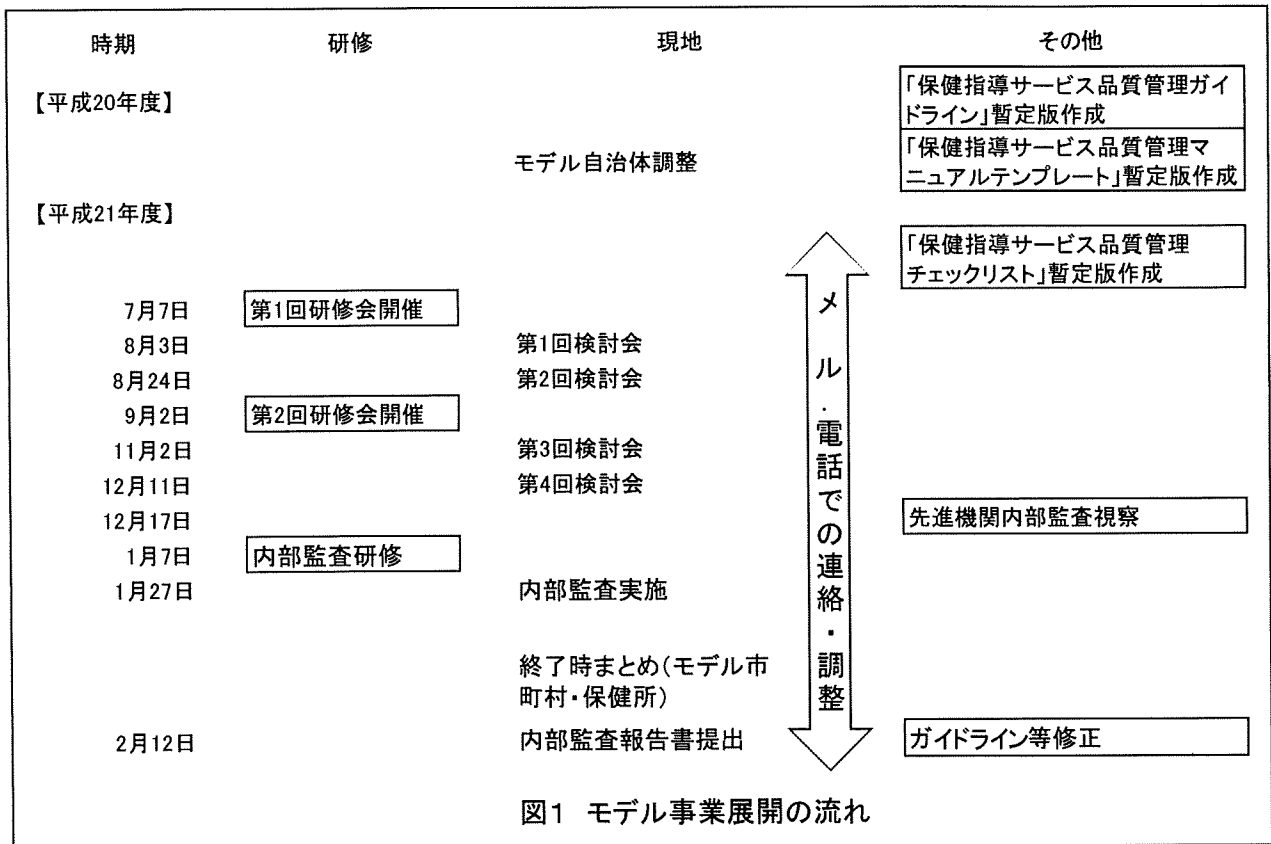 時期 研修 現地 その他
【平成20年度】
「保健指導サービス品質管理ガイ
ドライン」暫定版作成
モデル自治体調整
「保健指導サービス品質管理マ
ニュアルテンプレート」暫定版作成
【平成21年度】
「保健指導サービス品質管理
チェックリスト」暫定版作成
7月7日 第1回研修会開催
8月3日 第1回検討会
8月24日 第2回検討会
9月2日 第2回研修会開催
11月2日 第3回検討会
12月11日 第4回検討会
12月17日 先進機関内部監査視察
1月7日 内部監査研修
1月27日 内部監査実施
終了時まとめ(モデル市
町村・保健所)
2月12日 内部監査報告書提出 ガイドライン等修正
メール・電話での連絡・調整
図1 モデル事業展開の流れ